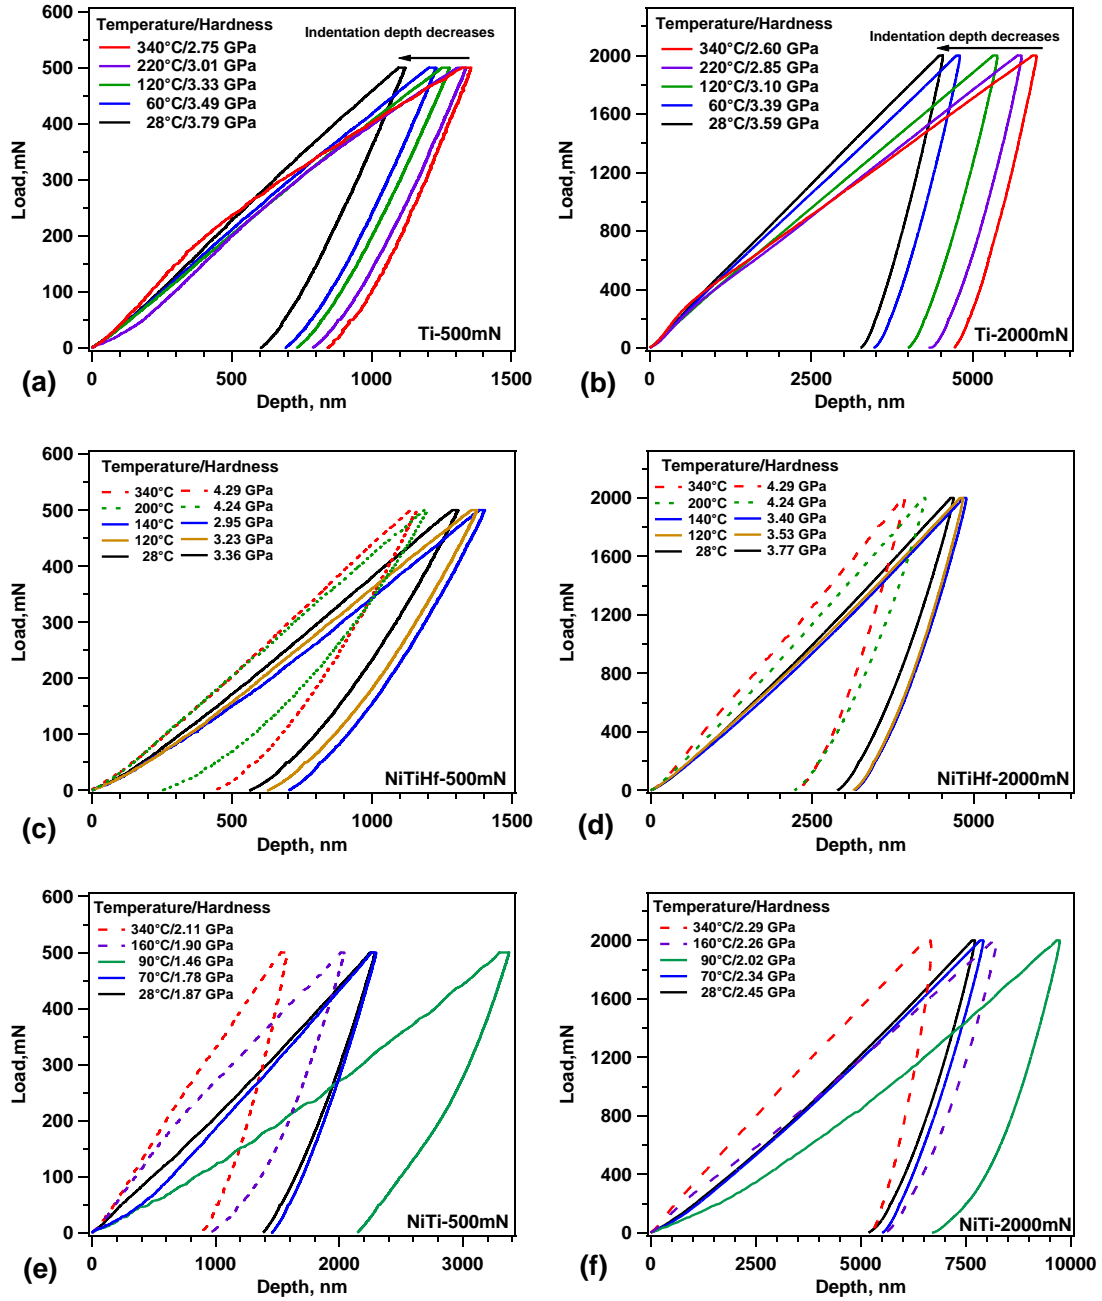 Temperature/Hardness
340°C/2.75 GPa
220°C/3.01 GPa
120°C/3.33 GPa
60°C/3.49 GPa
28°C/3.79 GPa
Indentation depth decreases
600
500
400
300
200
100
0
Load,mN
Ti-500mN
0
500
1000
1500
Depth, nm
(a)
Temperature/Hardness
340°C/2.60 GPa
220°C/2.85 GPa
120°C/3.10 GPa
60°C/3.39 GPa
28°C/3.59 GPa
Indentation depth decreases
2000
1600
1200
800
400
0
Load,mN
Ti-2000mN
0
2500
5000
Depth, nm
(b)
Temperature/Hardness
340°C 4.29 GPa
200°C 4.24 GPa
140°C 2.95 GPa
120°C 3.23 GPa
28°C 3.36 GPa
600
500
400
300
200
100
0
Load,mN
NiTiHf-500mN
0
500
1000
1500
Depth, nm
(c)
Temperature/Hardness
340°C 4.29 GPa
200°C 4.24 GPa
140°C 3.40 GPa
120°C 3.53 GPa
28°C 3.77 GPa
2000
1600
1200
800
400
0
Load,mN
NiTiHf-2000mN
0
2500
5000
Depth, nm
(d)
Temperature/Hardness
340°C/2.11 GPa
160°C/1.90 GPa
90°C/1.46 GPa
70°C/1.78 GPa
28°C/1.87 GPa
600
500
400
300
200
100
0
Load,mN
NiTi-500mN
0
1000
2000
3000
Depth, nm
(e)
Temperature/Hardness
340°C/2.29 GPa
160°C/2.26 GPa
90°C/2.02 GPa
70°C/2.34 GPa
28°C/2.45 GPa
2000
1600
1200
800
400
0
Load,mN
NiTi-2000mN
0
2500
5000
7500
10000
Depth, nm
(f)